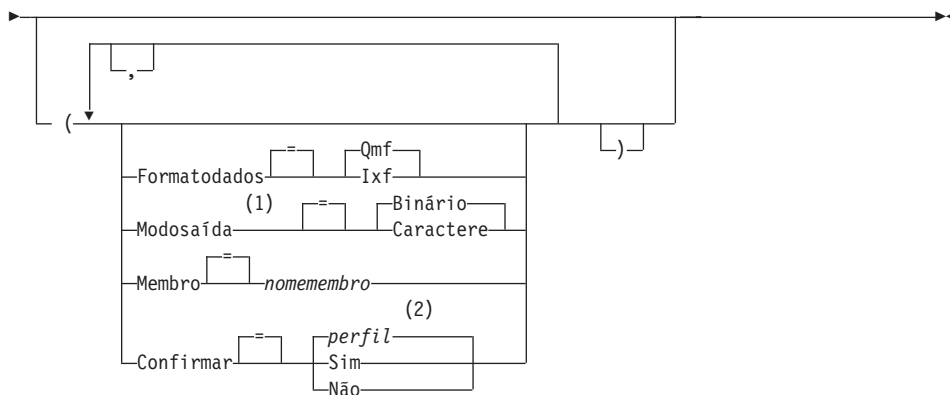 ,
(
)
Formatodados = Qmf
Ixf
(1)
Modosaída = Binário
Caractere
Membro = nomemembro
(2)
Confirmar = perfil
Sim
Não